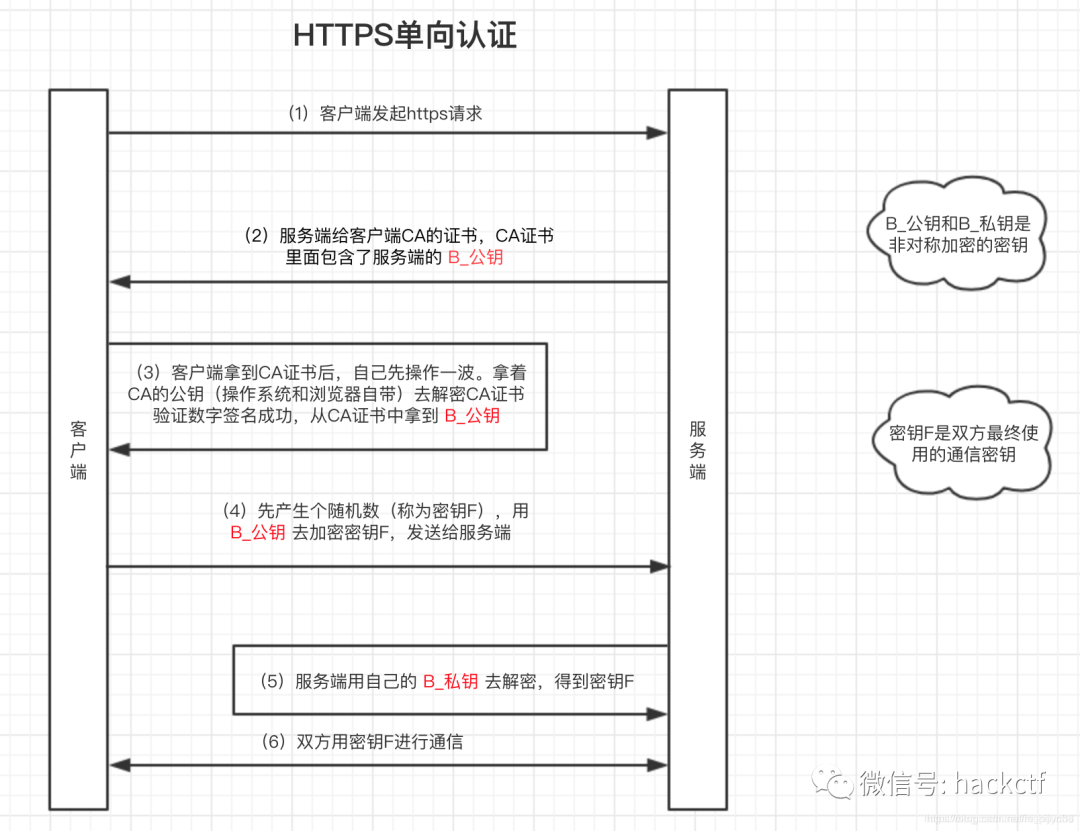 HTTPS单向认证
（1）客户端发起https请求
（2）服务端给客户端CA的证书，CA证书
里面包含了服务端的 B_公钥
B_公钥和B_私钥是
非对称加密的密钥
（3）客户端拿到CA证书后，自己先操作一波。拿着
CA的公钥（操作系统和浏览器自带）去解密CA证书
验证数字签名成功，从CA证书中拿到 B_公钥
客户端
服务端
密钥F是双方最终使
用的通信密钥
（4）先产生个随机数（称为密钥F），用
B_公钥 去加密密钥F，发送给服务端
（5）服务端用自己的 B_私钥 去解密，得到密钥F
（6）双方用密钥F进行通信
微信号: hackctf